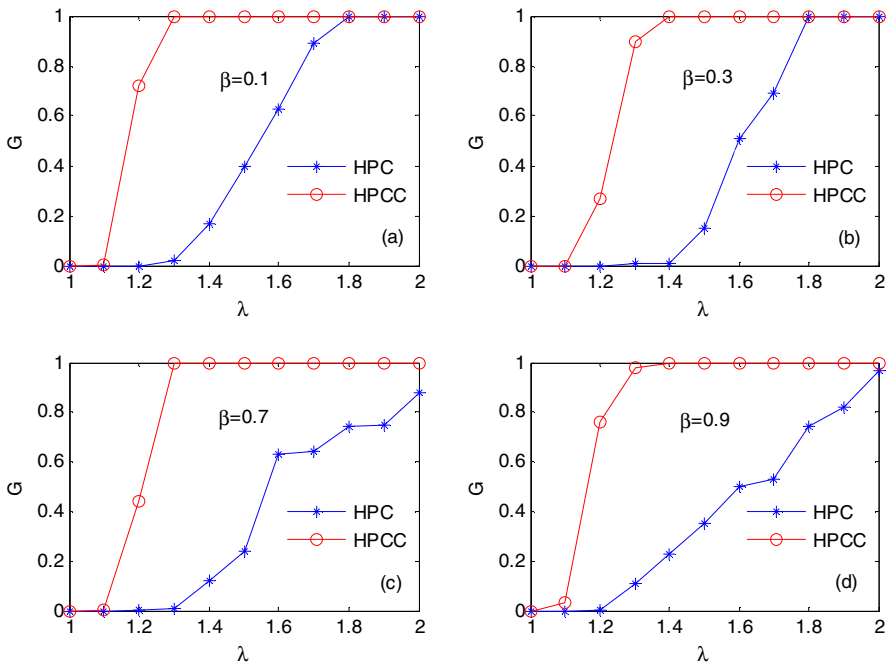 1
0.8
0.6
0.4
0.2
0
G
1 1.2 1.4 1.6 1.8 2
λ
β=0.1
HPC
HPCC
(a)
1
0.8
0.6
0.4
0.2
0
G
1 1.2 1.4 1.6 1.8 2
λ
β=0.3
HPC
HPCC
(b)
1
0.8
0.6
0.4
0.2
0
G
1 1.2 1.4 1.6 1.8 2
λ
β=0.7
HPC
HPCC
(c)
1
0.8
0.6
0.4
0.2
0
G
1 1.2 1.4 1.6 1.8 2
λ
β=0.9
HPC
HPCC
(d)